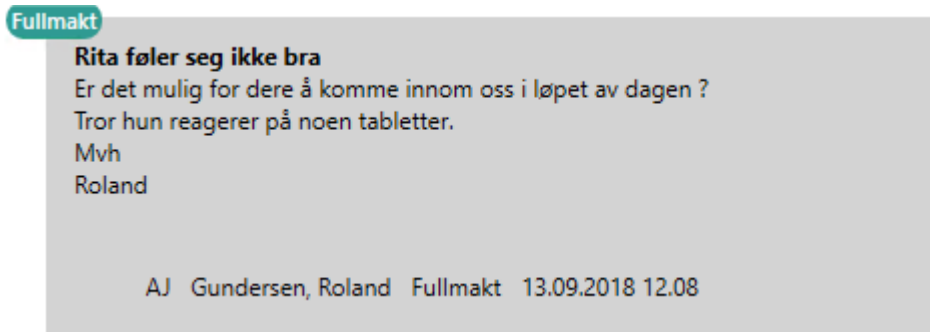 Fullmakt
Rita føler seg ikke bra
Er det mulig for dere å komme innom oss i løpet av dagen ?
Tror hun reagerer på noen tabletter.
Mvh
Roland
AJ Gundersen, Roland Fullmakt 13.09.2018 12.08